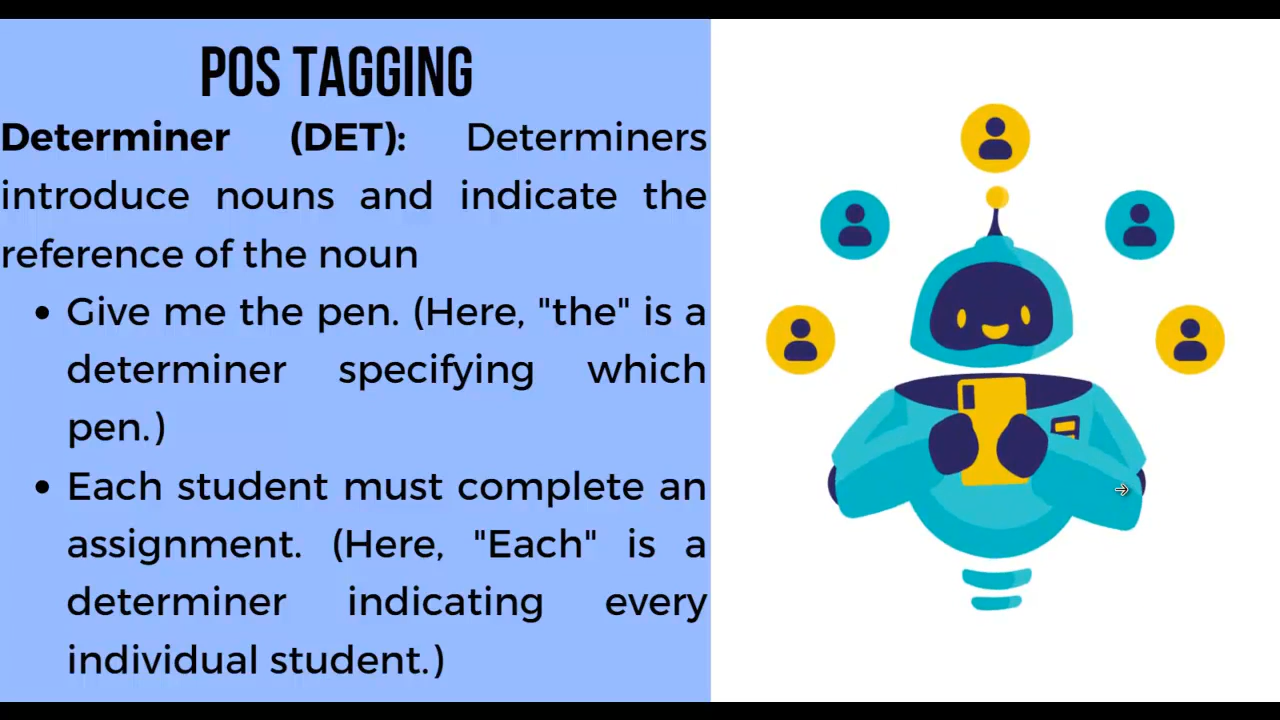 POS TAGGING
Determiner (DET): Determiners
introduce nouns and indicate the
reference of the noun
• Give me the pen. (Here, "the" is a
determiner specifying which
pen.)
• Each student must complete an
assignment. (Here, "Each" is a
determiner indicating every
individual student.)